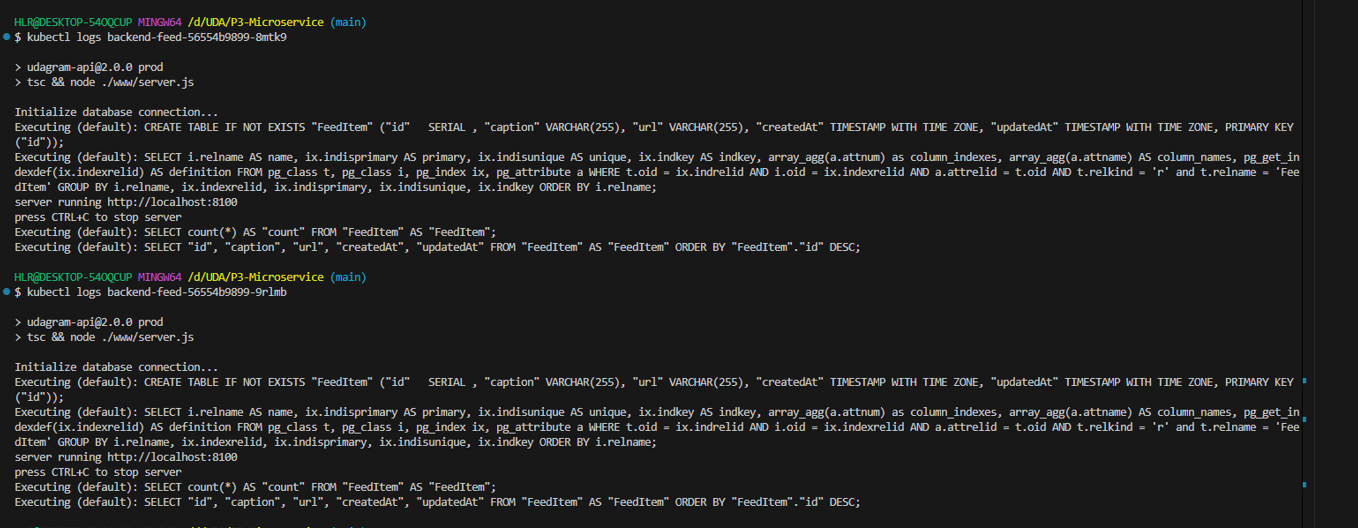 HLR@DESKTOP-54OQCUP MINGW64 /d/UDA/P3-Microservice (main)
$ kubectl logs backend-feed-56554b9899-8mtk9
> udagram-api@2.0.0 prod
> tsc && node ./www/server.js
Initialize database connection...
Executing (default): CREATE TABLE IF NOT EXISTS "FeedItem" ("id"   SERIAL , "caption" VARCHAR(255), "url" VARCHAR(255), "createdAt" TIMESTAMP WITH TIME ZONE, "updatedAt" TIMESTAMP WITH TIME ZONE, PRIMARY KEY
("id"));
Executing (default): SELECT i.relname AS name, ix.indisprimary AS primary, ix.indisunique AS unique, ix.indkey AS indkey, array_agg(a.attnum) as column_indexes, array_agg(a.attname) AS column_names, pg_get_in
dexdef(ix.indexrelid) AS definition FROM pg_class t, pg_class i, pg_index ix, pg_attribute a WHERE t.oid = ix.indrelid AND i.oid = ix.indexrelid AND a.attrelid = t.oid AND t.relkind = 'r' and t.relname = 'Fee
dItem' GROUP BY i.relname, ix.indexrelid, ix.indisprimary, ix.indisunique, ix.indkey ORDER BY i.relname;
server running http://localhost:8100
press CTRL+C to stop server
Executing (default): SELECT count(*) AS "count" FROM "FeedItem" AS "FeedItem";
Executing (default): SELECT "id", "caption", "url", "createdAt", "updatedAt" FROM "FeedItem" AS "FeedItem" ORDER BY "FeedItem"."id" DESC;
HLR@DESKTOP-54OQCUP MINGW64 /d/UDA/P3-Microservice (main)
$ kubectl logs backend-feed-56554b9899-9rlmb
> udagram-api@2.0.0 prod
> tsc && node ./www/server.js
Initialize database connection...
Executing (default): CREATE TABLE IF NOT EXISTS "FeedItem" ("id"   SERIAL , "caption" VARCHAR(255), "url" VARCHAR(255), "createdAt" TIMESTAMP WITH TIME ZONE, "updatedAt" TIMESTAMP WITH TIME ZONE, PRIMARY KEY
("id"));
Executing (default): SELECT i.relname AS name, ix.indisprimary AS primary, ix.indisunique AS unique, ix.indkey AS indkey, array_agg(a.attnum) as column_indexes, array_agg(a.attname) AS column_names, pg_get_in
dexdef(ix.indexrelid) AS definition FROM pg_class t, pg_class i, pg_index ix, pg_attribute a WHERE t.oid = ix.indrelid AND i.oid = ix.indexrelid AND a.attrelid = t.oid AND t.relkind = 'r' and t.relname = 'Fee
dItem' GROUP BY i.relname, ix.indexrelid, ix.indisprimary, ix.indisunique, ix.indkey ORDER BY i.relname;
server running http://localhost:8100
press CTRL+C to stop server
Executing (default): SELECT count(*) AS "count" FROM "FeedItem" AS "FeedItem";
Executing (default): SELECT "id", "caption", "url", "createdAt", "updatedAt" FROM "FeedItem" AS "FeedItem" ORDER BY "FeedItem"."id" DESC;